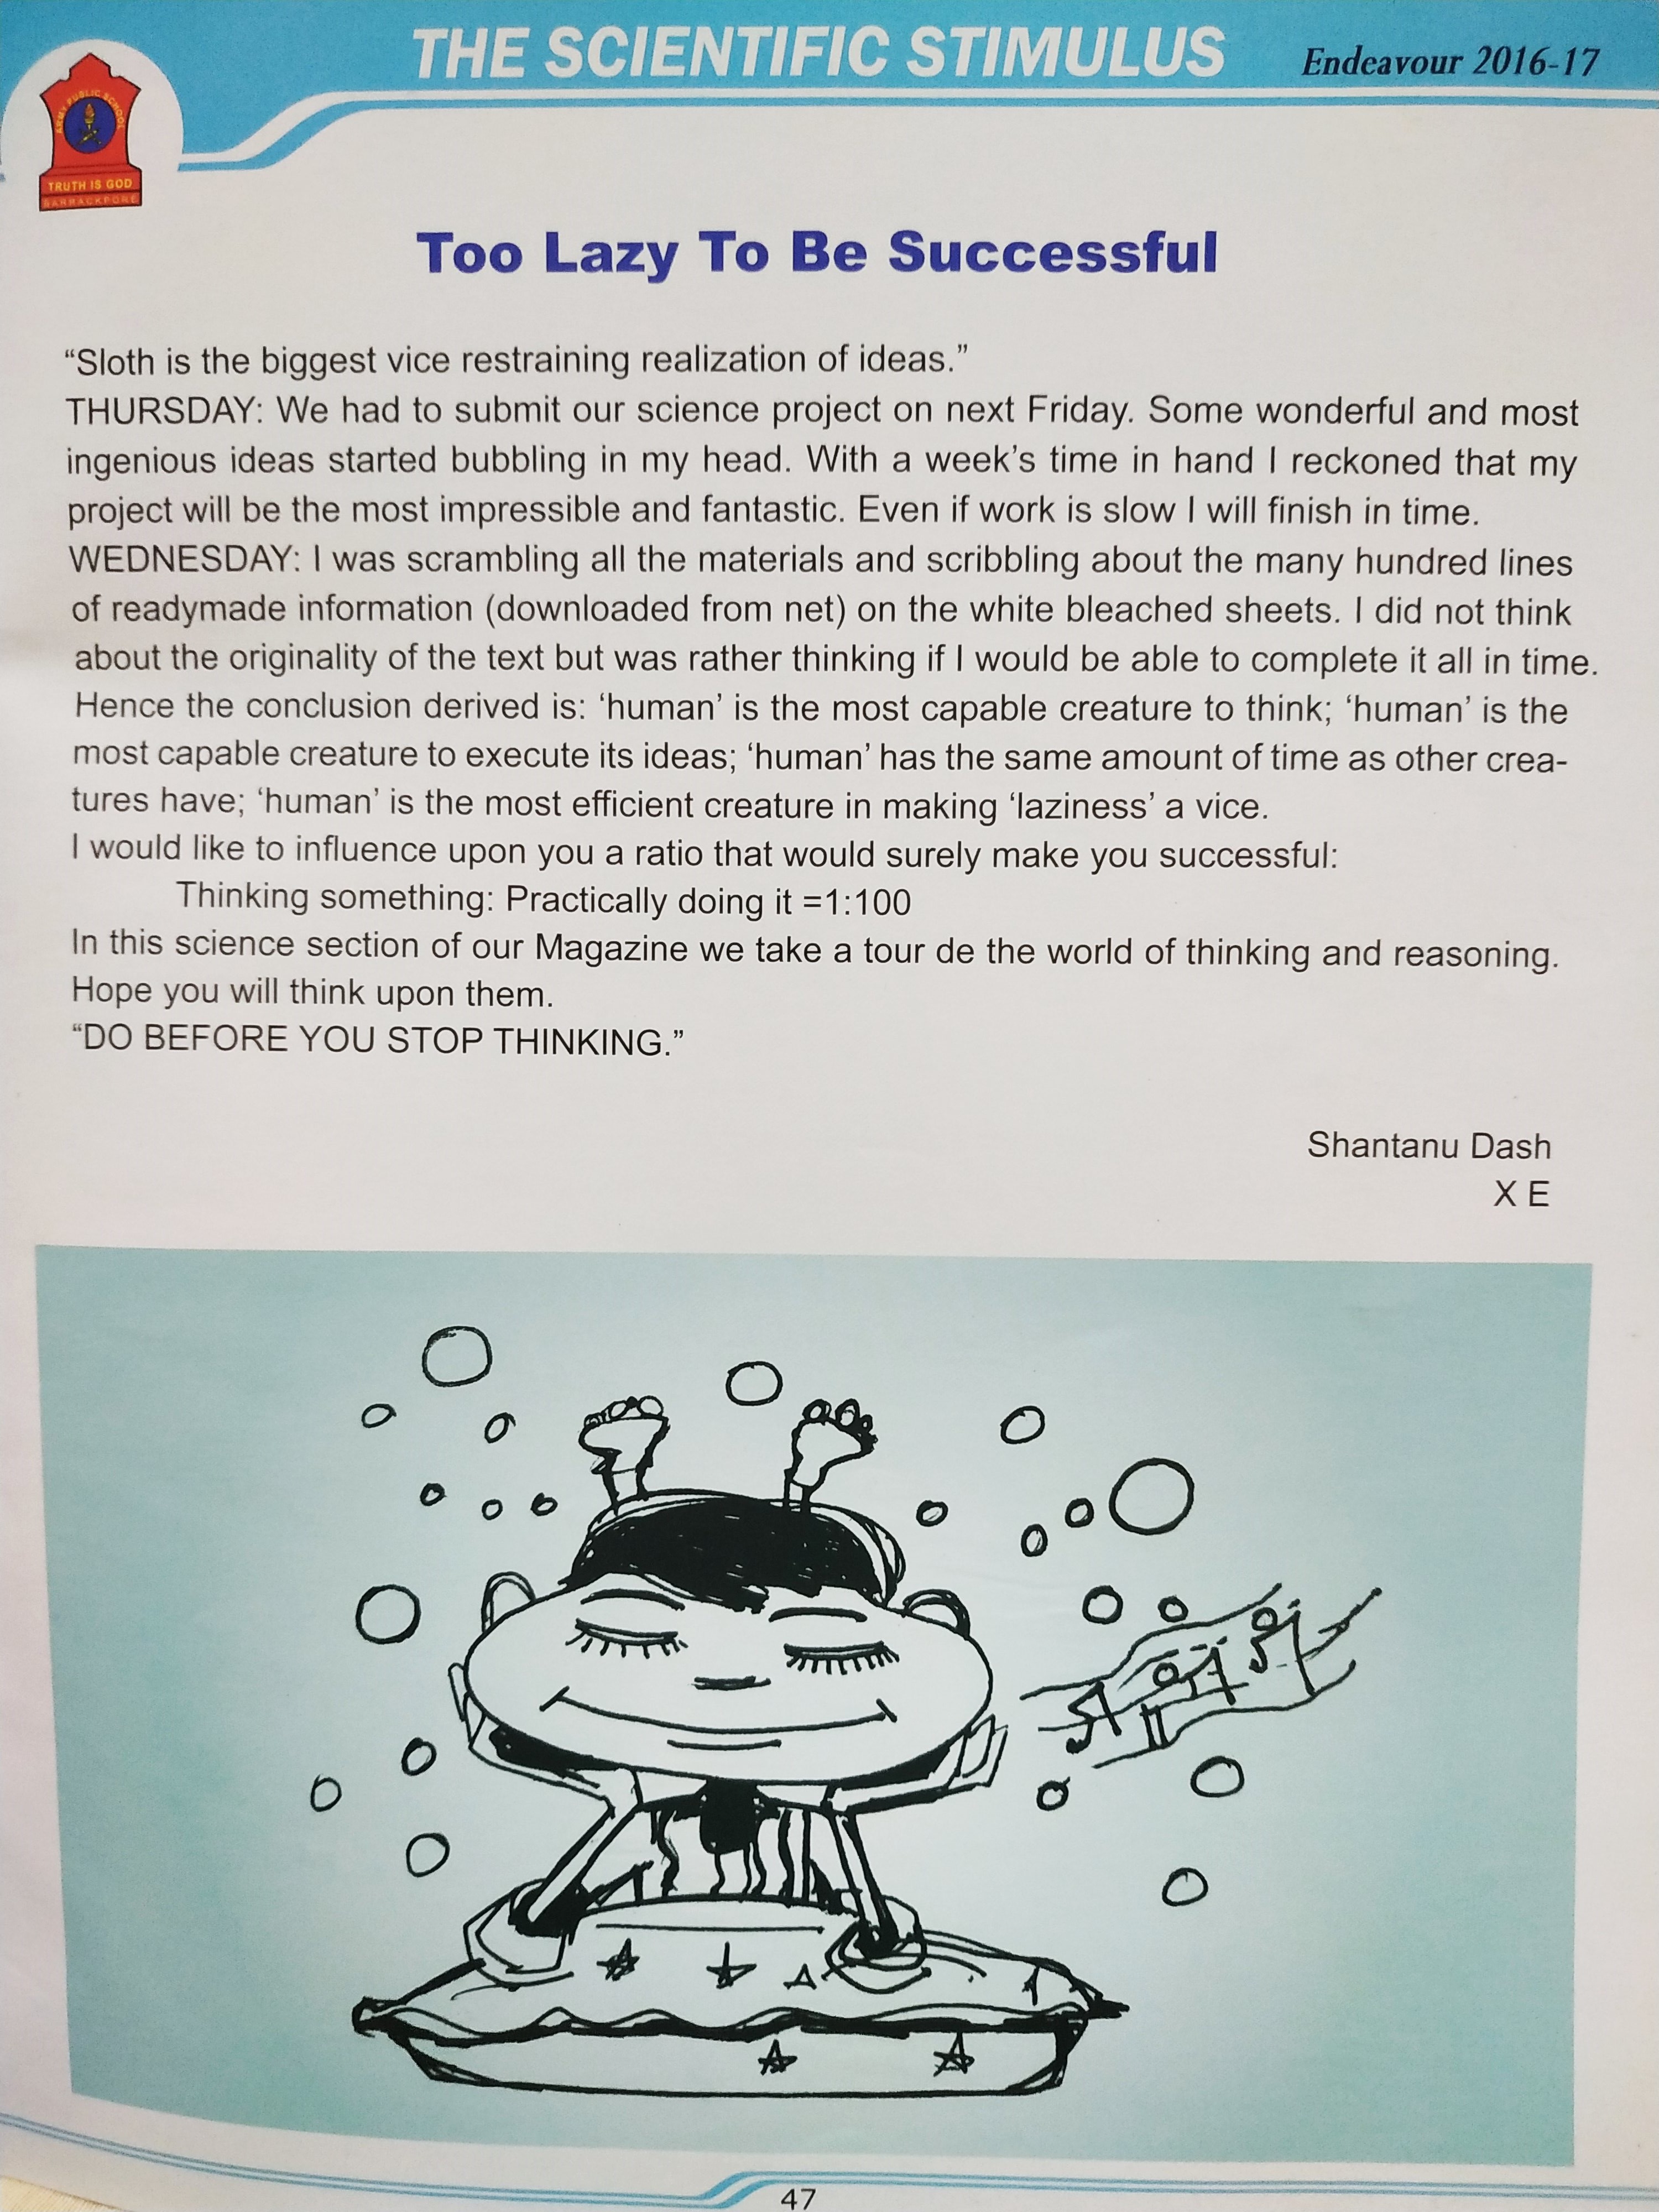 THE SCIENTIFIC STIMULUS
Endeavour 2016-17
ARMY PUBLIC SCHOOL
TRUTH IS GOD
BARRACKPORE
Too Lazy To Be Successful
“Sloth is the biggest vice restraining realization of ideas.”
THURSDAY: We had to submit our science project on next Friday. Some wonderful and most
ingenious ideas started bubbling in my head. With a week’s time in hand I reckoned that my
project will be the most impressible and fantastic. Even if work is slow I will finish in time.
WEDNESDAY: I was scrambling all the materials and scribbling about the many hundred lines
of readymade information (downloaded from net) on the white bleached sheets. I did not think
about the originality of the text but was rather thinking if I would be able to complete it all in time.
Hence the conclusion derived is: ‘human’ is the most capable creature to think; ‘human’ is the
most capable creature to execute its ideas; ‘human’ has the same amount of time as other crea-
tures have; ‘human’ is the most efficient creature in making ‘laziness’ a vice.
I would like to influence upon you a ratio that would surely make you successful:
Thinking something: Practically doing it =1:100
In this science section of our Magazine we take a tour de the world of thinking and reasoning.
Hope you will think upon them.
“DO BEFORE YOU STOP THINKING.”
Shantanu Dash
X E
47